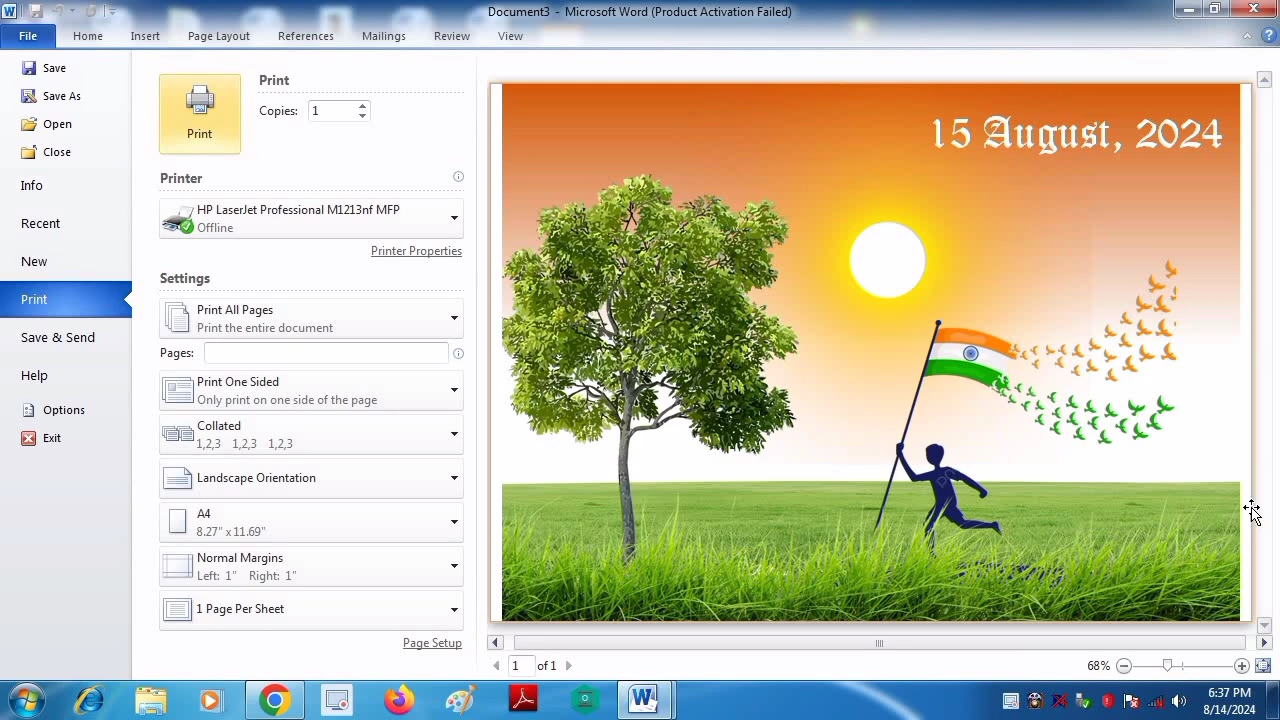 Document3 - Microsoft Word (Product Activation Failed)
File Home Insert Page Layout References Mailings Review View
Save
Save As
Open
Close
Info
Recent
New
Print
Save & Send
Help
Options
Exit
Print
Print
Copies: 1
Printer
HP LaserJet Professional M1213nf MFP
Offline
Printer Properties
Settings
Print All Pages
Print the entire document
Pages:
Print One Sided
Only print on one side of the page
Collated
1,2,3 1,2,3 1,2,3
Landscape Orientation
A4
8.27" x 11.69"
Normal Margins
Left: 1" Right: 1"
1 Page Per Sheet
Page Setup
15 August, 2024
1 of 1
68%
6:37 PM
8/14/2024